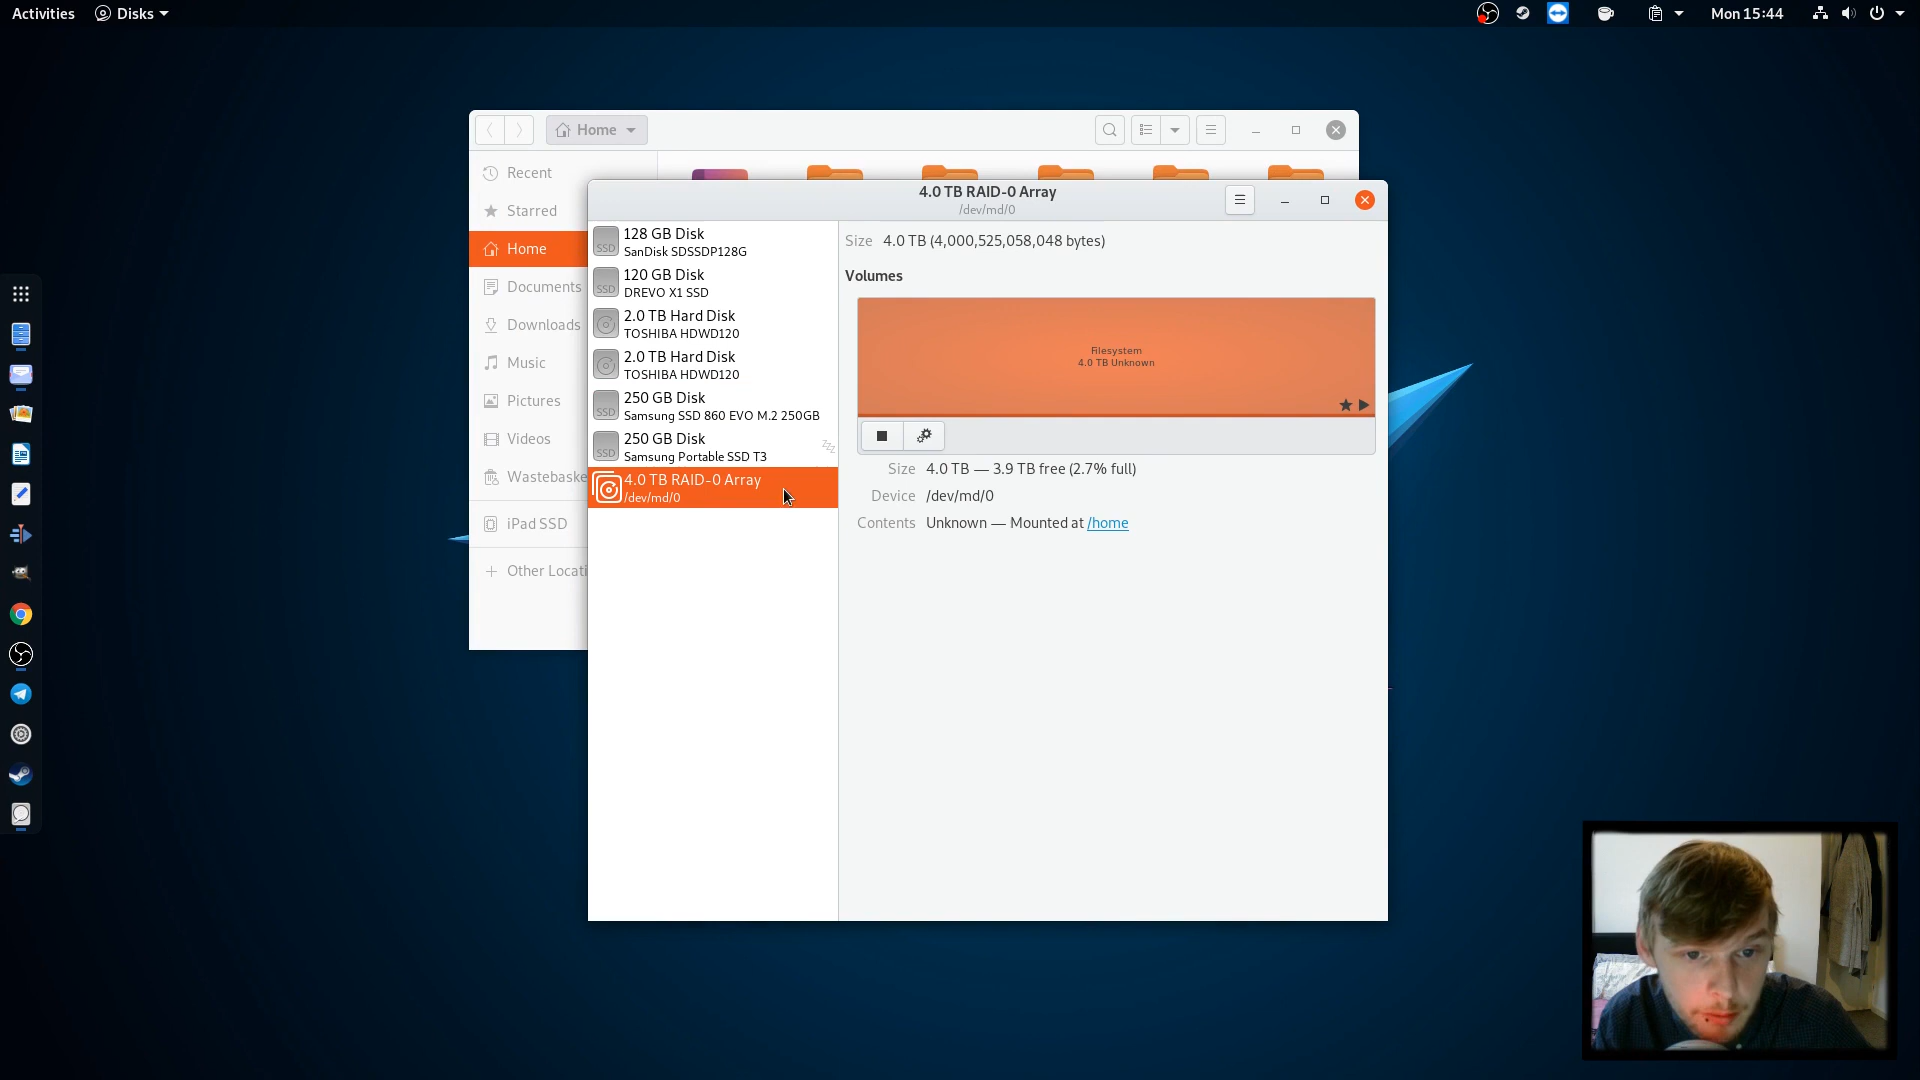 Activities
Disks
Mon 15:44
Home
Recent
Starred
Home
Documents
Downloads
Music
Pictures
Videos
Wastebaske
iPad SSD
Other Locati
4.0 TB RAID-0 Array
/dev/md/0
SSD
128 GB Disk
SanDisk SDSSDP128G
SSD
120 GB Disk
DREVO X1 SSD
2.0 TB Hard Disk
TOSHIBA HDWD120
2.0 TB Hard Disk
TOSHIBA HDWD120
SSD
250 GB Disk
Samsung SSD 860 EVO M.2 250GB
SSD
250 GB Disk
Samsung Portable SSD T3
zzz
4.0 TB RAID-0 Array
/dev/md/0
Size 4.0 TB (4,000,525,058,048 bytes)
Volumes
Filesystem
4.0 TB Unknown
Size 4.0 TB — 3.9 TB free (2.7% full)
Device /dev/md/0
Contents Unknown — Mounted at /home